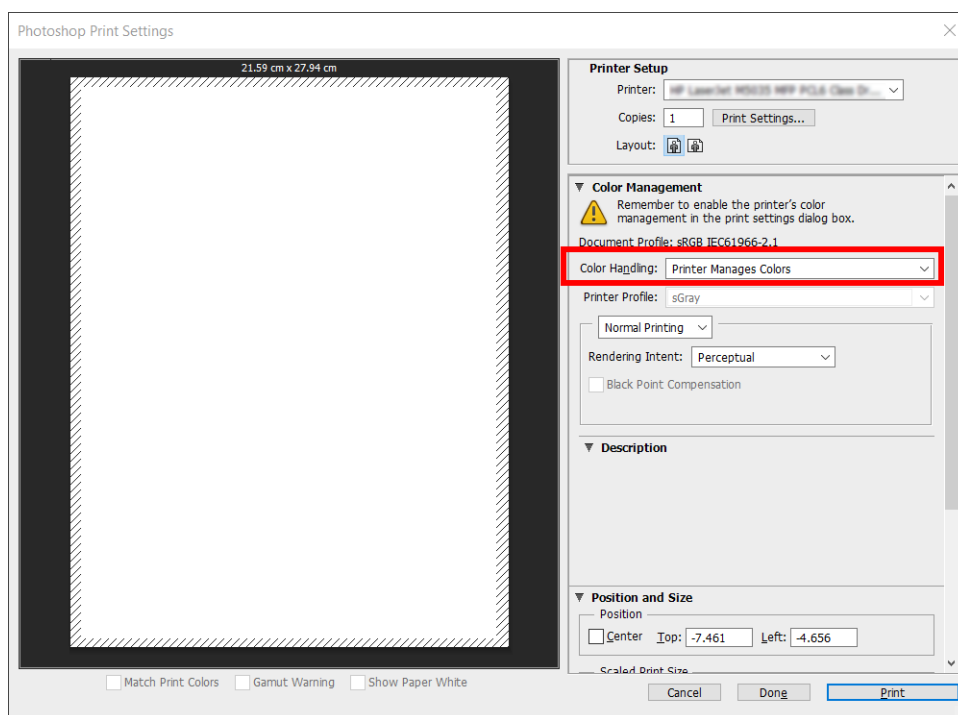 Photoshop Print Settings
21.59 cm x 27.94 cm
Printer Setup
Printer:
Copies: 1 Print Settings...
Layout:
Color Management
Remember to enable the printer's color
management in the print settings dialog box.
Document Profile: sRGB IEC61966-2.1
Color Handling: Printer Manages Colors
Printer Profile: sGray
Normal Printing
Rendering Intent: Perceptual
Black Point Compensation
Description
Position and Size
Position
Center Top: -7.461 Left: -4.656
Scaled Print Size
Match Print Colors Gamut Warning Show Paper White
Cancel Done Print